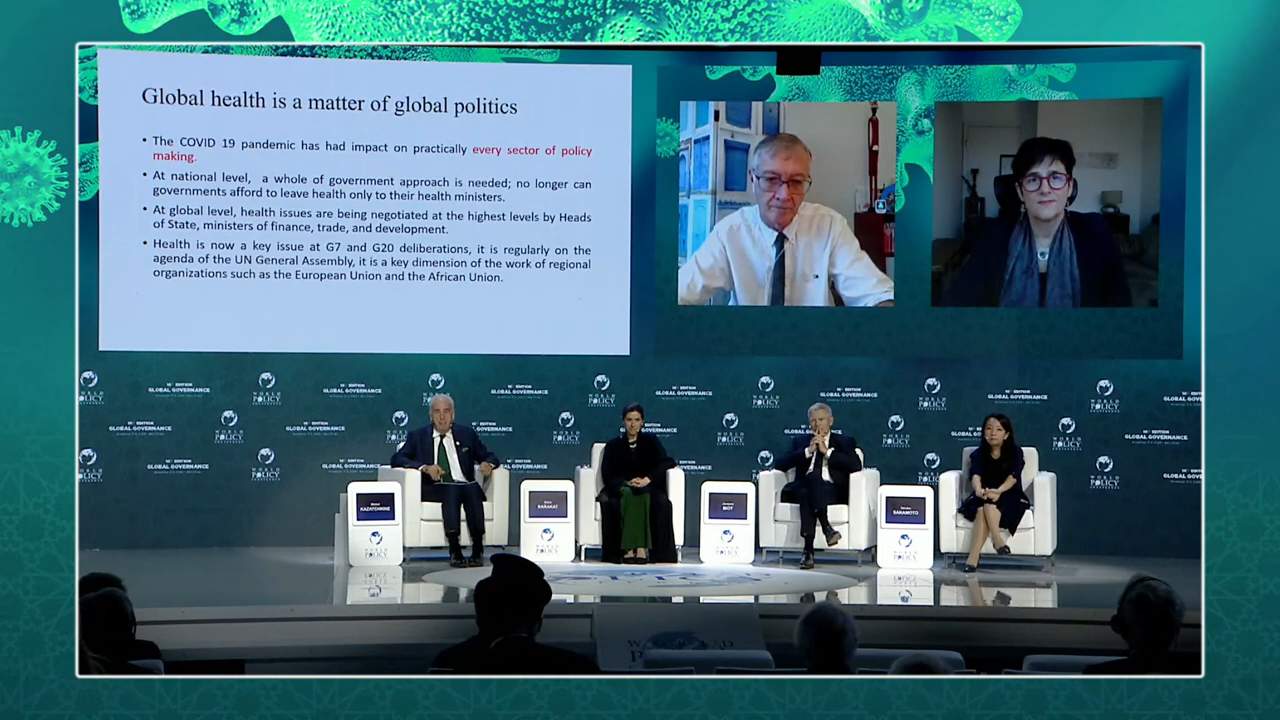 Global health is a matter of global politics
• The COVID 19 pandemic has had impact on practically every sector of policy
making.
• At national level, a whole of government approach is needed; no longer can
governments afford to leave health only to their health ministers.
• At global level, health issues are being negotiated at the highest levels by Heads
of State, ministers of finance, trade, and development.
• Health is now a key issue at G7 and G20 deliberations, it is regularly on the
agenda of the UN General Assembly, it is a key dimension of the work of regional
organizations such as the European Union and the African Union.
EDITION
GLOBAL GOVERNANCE
WORLD
POLICY
CONFERENCE
KAZATCHKINE
BARAKAT
BIOT
SAKAMOTO
WORLD
POLICY